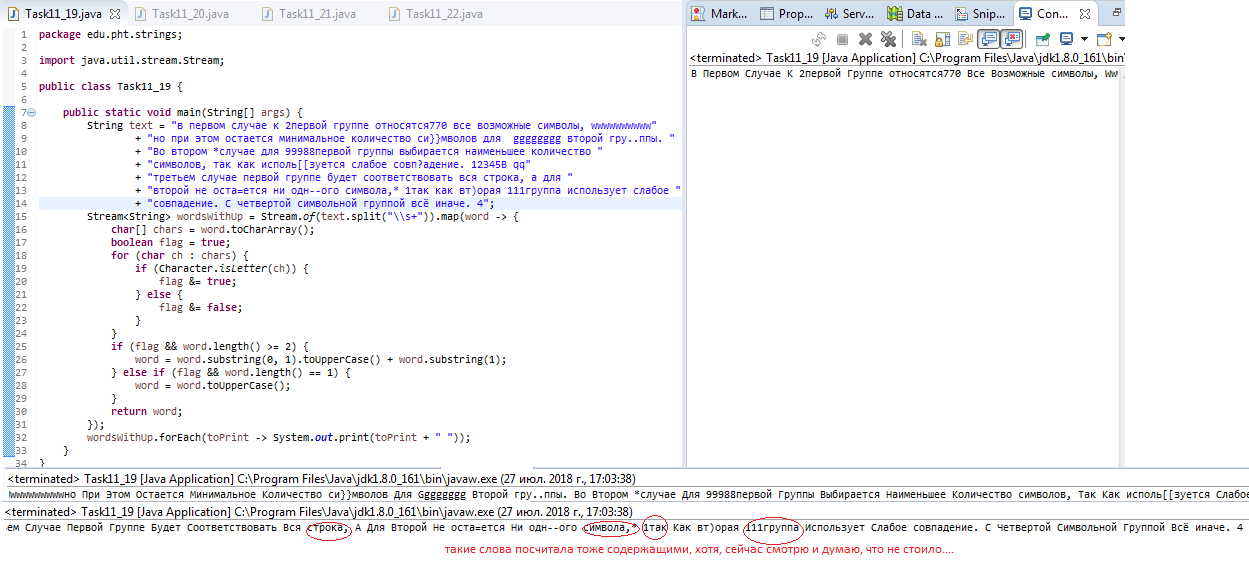 Task11_19.java Task11_20.java Task11_21.java Task11_22.java
1 package edu.pht.strings;
2
3 import java.util.stream.Stream;
4
5 public class Task11_19 {
6
7 public static void main(String[] args) {
8 String text = "в первом случае к 2первой группе относятся770 все возможные символы, wwwwwwwwww"
9 + "но при этом остается минимальное количество си}}мволов для  gggggggg второй гру..ппы. "
10 + "Во втором *случае для 99988первой группы выбирается наименьшее количество "
11 + "символов, так как исполь[[зуется слабое совп?адение. 12345В qq"
12 + "третьем случае первой группе будет соответствовать вся строка, а для "
13 + "второй не оста=ется ни одн--ого символа,* 1так как вт)орая 111группа использует слабое "
14 + "совпадение. С четвертой символьной группой всё иначе. 4";
15 Stream<String> wordsWithUp = Stream.of(text.split("\\s+")).map(word -> {
16 char[] chars = word.toCharArray();
17 boolean flag = true;
18 for (char ch : chars) {
19 if (Character.isLetter(ch)) {
20 flag &= true;
21 } else {
22 flag &= false;
23 }
24 }
25 if (flag && word.length() >= 2) {
26 word = word.substring(0, 1).toUpperCase() + word.substring(1);
27 } else if (flag && word.length() == 1) {
28 word = word.toUpperCase();
29 }
30 return word;
31 });
32 wordsWithUp.forEach(toPrint -> System.out.print(toPrint + " "));
33 }
34 }
Mark... Prop... Serv... Data ... Snip... Con...
<terminated> Task11_19 [Java Application] C:\Program Files\Java\jdk1.8.0_161\bin\
В Первом Случае К 2первой Группе относятся770 Все Возможные символы, Ww
<terminated> Task11_19 [Java Application] C:\Program Files\Java\jdk1.8.0_161\bin\javaw.exe (27 июл. 2018 г., 17:03:38)
Wwwwwwwwwwно При Этом Остается Минимальное Количество си}}мволов Для Gggggggg Второй гру..ппы. Во Втором *случае Для 99988первой Группы Выбирается Наименьшее Количество символов, Так Как исполь[[зуется Слабое
<terminated> Task11_19 [Java Application] C:\Program Files\Java\jdk1.8.0_161\bin\javaw.exe (27 июл. 2018 г., 17:03:38)
ем Случае Первой Группе Будет Соответствовать Вся строка, А Для Второй Не оста=ется Ни одн--ого символа,* 1так Как вт)орая 111группа Использует Слабое совпадение. С Четвертой Символьной Группой Всё иначе. 4
такие слова посчитала тоже содержащими, хотя, сейчас смотрю и думаю, что не стоило....